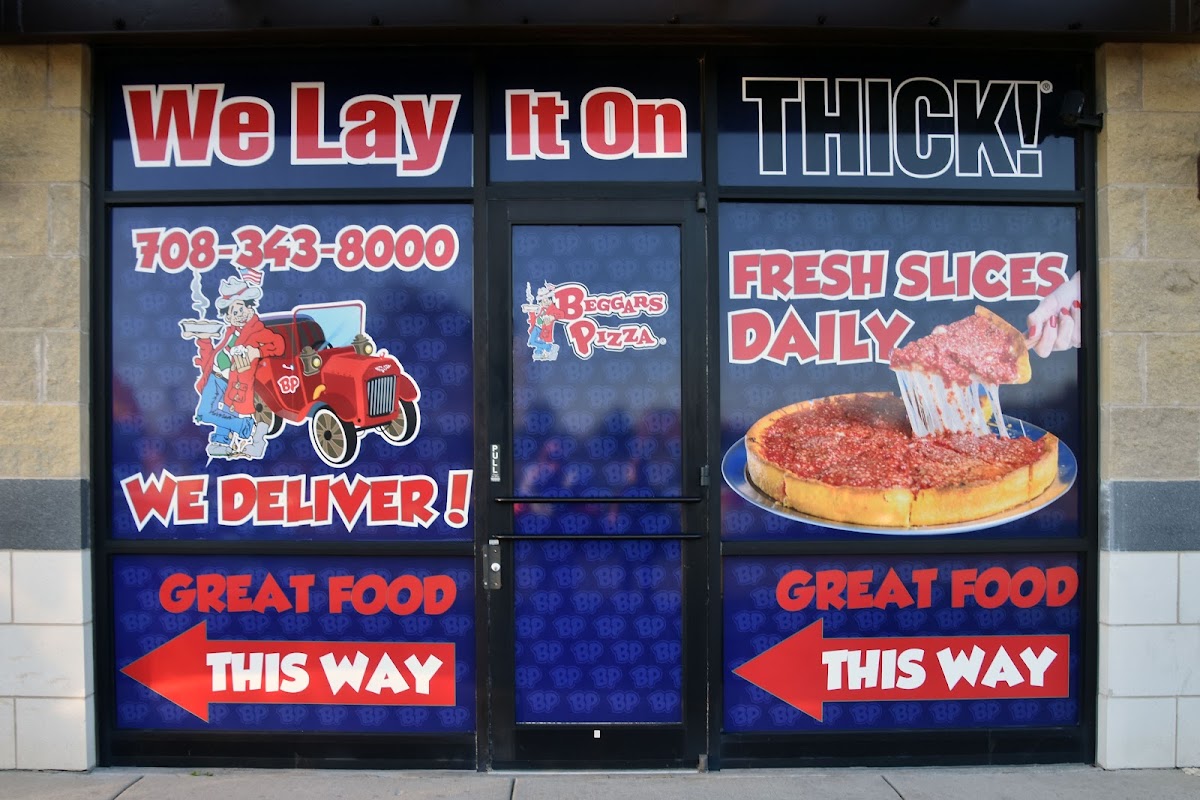 We Lay It On THICK!®
708-343-8000
BP
WE DELIVER!
GREAT FOOD
THIS WAY
BEGGARS
PIZZA®
PULL
FRESH SLICES
DAILY
GREAT FOOD
THIS WAY